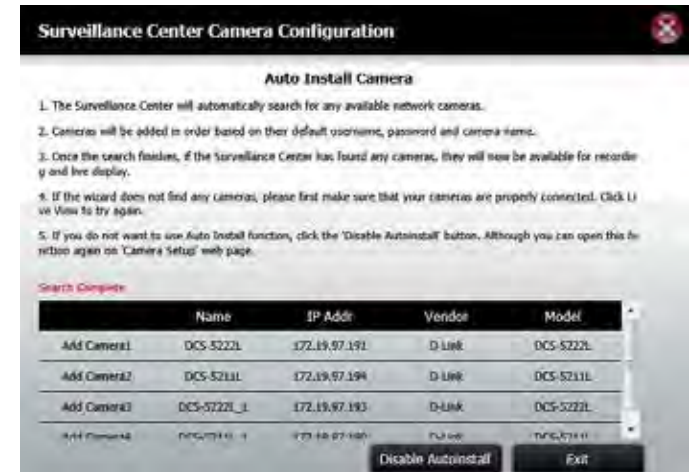 Surveillance Center Camera Configuration
Auto Install Camera
1. The Surveillance Center will automatically search for any available network cameras.
2. Cameras will be added in order based on their default username, password and camera name.
3. Once the search finishes, if the Surveillance Center has found any cameras, they will now be available for recordin
g and live display.
4. If the wizard does not find any cameras, please first make sure that your cameras are properly connected. Click Li
ve View to try again.
5. If you do not want to use Auto Install function, click the 'Disable Autoinstall' button. Although you can open this fu
nction again on 'Camera Setup' web page.
Search Complete
Name IP Addr Vendor Model
Add Camera1 DCS-5222L 172.19.97.191 D-Link DCS-5222L
Add Camera2 DCS-5211L 172.19.97.194 D-Link DCS-5211L
Add Camera3 DCS-5222L_1 172.19.97.193 D-Link DCS-5222L
Add Camera4 D-Link
Disable Autoinstall Exit